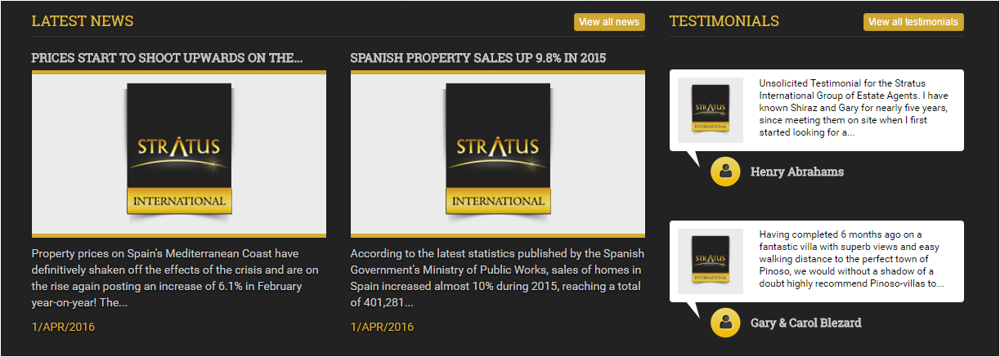 LATEST NEWS
View all news
PRICES START TO SHOOT UPWARDS ON THE...
STRATUS
INTERNATIONAL
Property prices on Spain's Mediterranean Coast have
definitively shaken off the effects of the crisis and are on
the rise again posting an increase of 6.1% in February
year-on-year! The...
1/APR/2016
SPANISH PROPERTY SALES UP 9.8% IN 2015
STRATUS
INTERNATIONAL
According to the latest statistics published by the Spanish
Government's Ministry of Public Works, sales of homes in
Spain increased almost 10% during 2015, reaching a total
of 401,281...
1/APR/2016
TESTIMONIALS
View all testimonials
STRATUS
INTERNATIONAL
Unsolicited Testimonial for the Stratus
International Group of Estate Agents. I have
known Shiraz and Gary for nearly five years,
since meeting them on site when I first
started looking for a...
Henry Abrahams
STRATUS
INTERNATIONAL
Having completed 6 months ago on a
fantastic villa with superb views and easy
walking distance to the perfect town of
Pinoso, we would without a shadow of a
doubt highly recommend Pinoso-villas to...
Gary & Carol Blezard